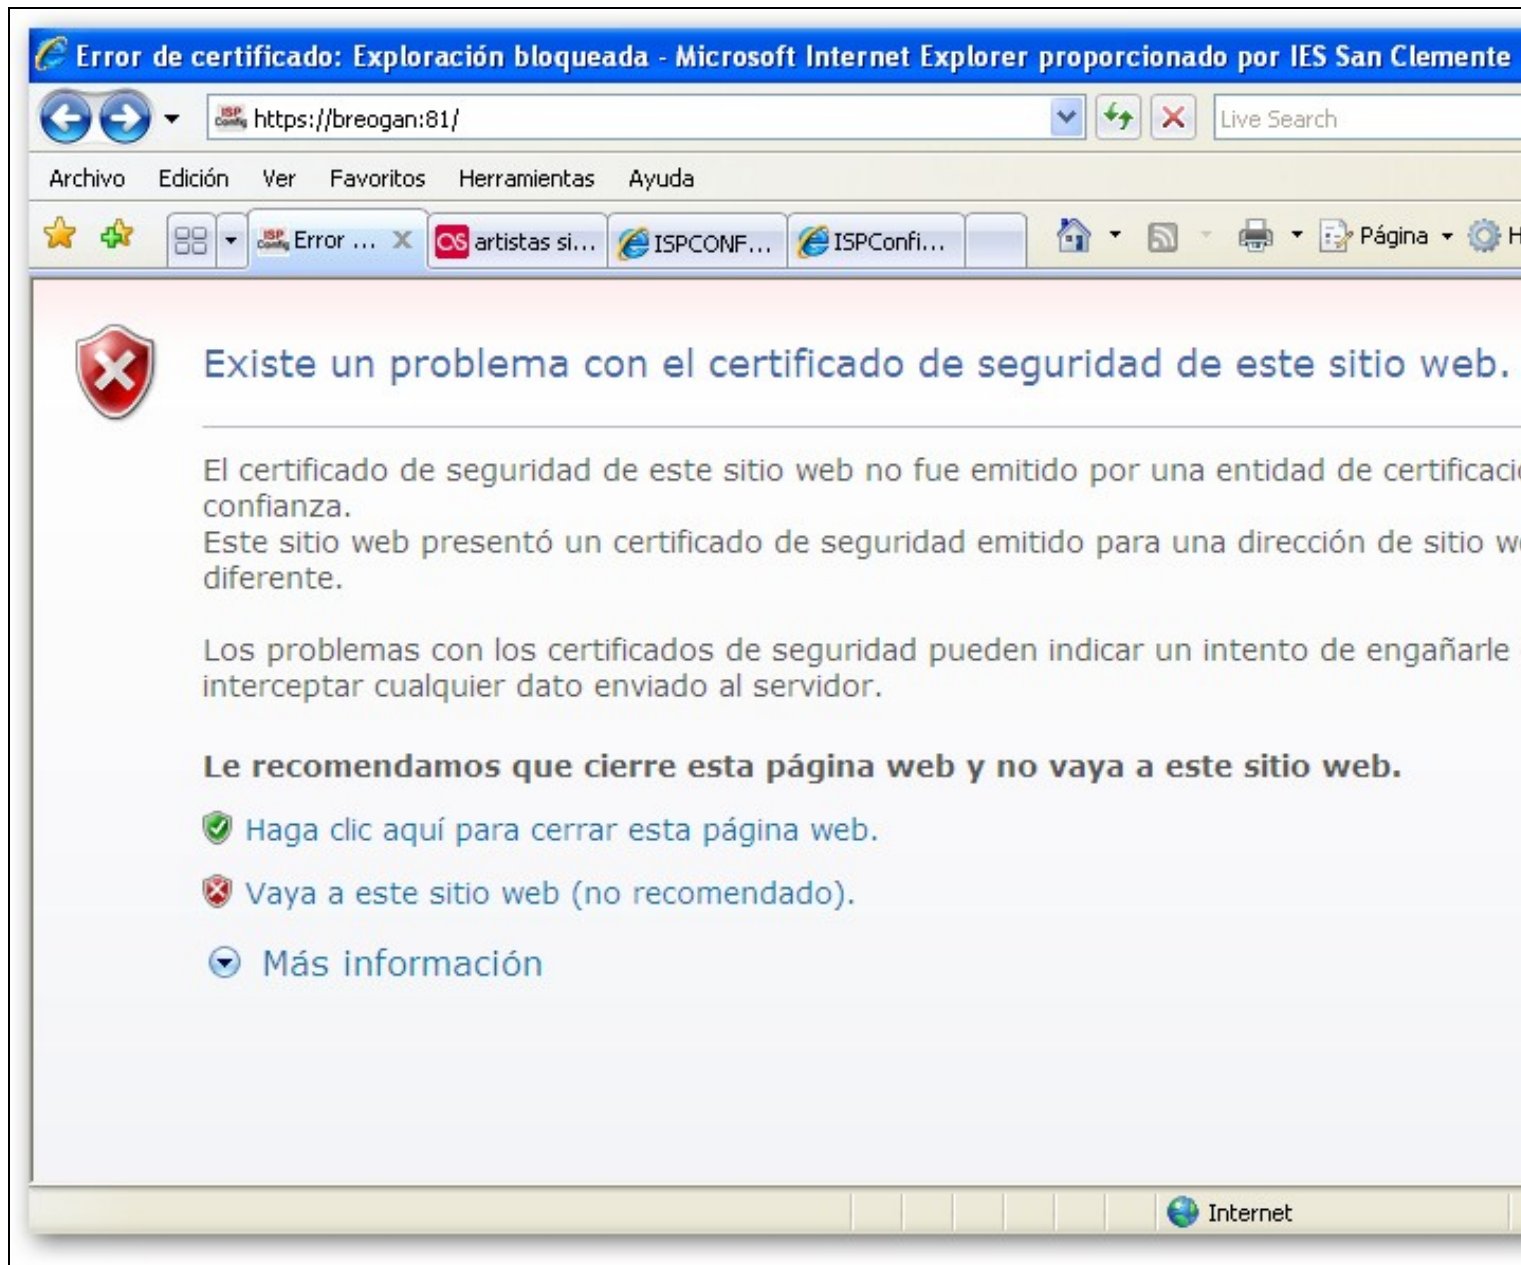 Error de certificado: Exploración bloqueada - Microsoft Internet Explorer proporcionado por IES San Clemente
ISP Config https://breogan:81/ Live Search
Archivo Edición Ver Favoritos Herramientas Ayuda
ISP Config Error ... artistas si... ISPCONF... ISPConfi... Página H
Existe un problema con el certificado de seguridad de este sitio web.
El certificado de seguridad de este sitio web no fue emitido por una entidad de certificació
confianza.
Este sitio web presentó un certificado de seguridad emitido para una dirección de sitio we
diferente.
Los problemas con los certificados de seguridad pueden indicar un intento de engañarle
interceptar cualquier dato enviado al servidor.
Le recomendamos que cierre esta página web y no vaya a este sitio web.
Haga clic aquí para cerrar esta página web.
Vaya a este sitio web (no recomendado).
Más información
Internet